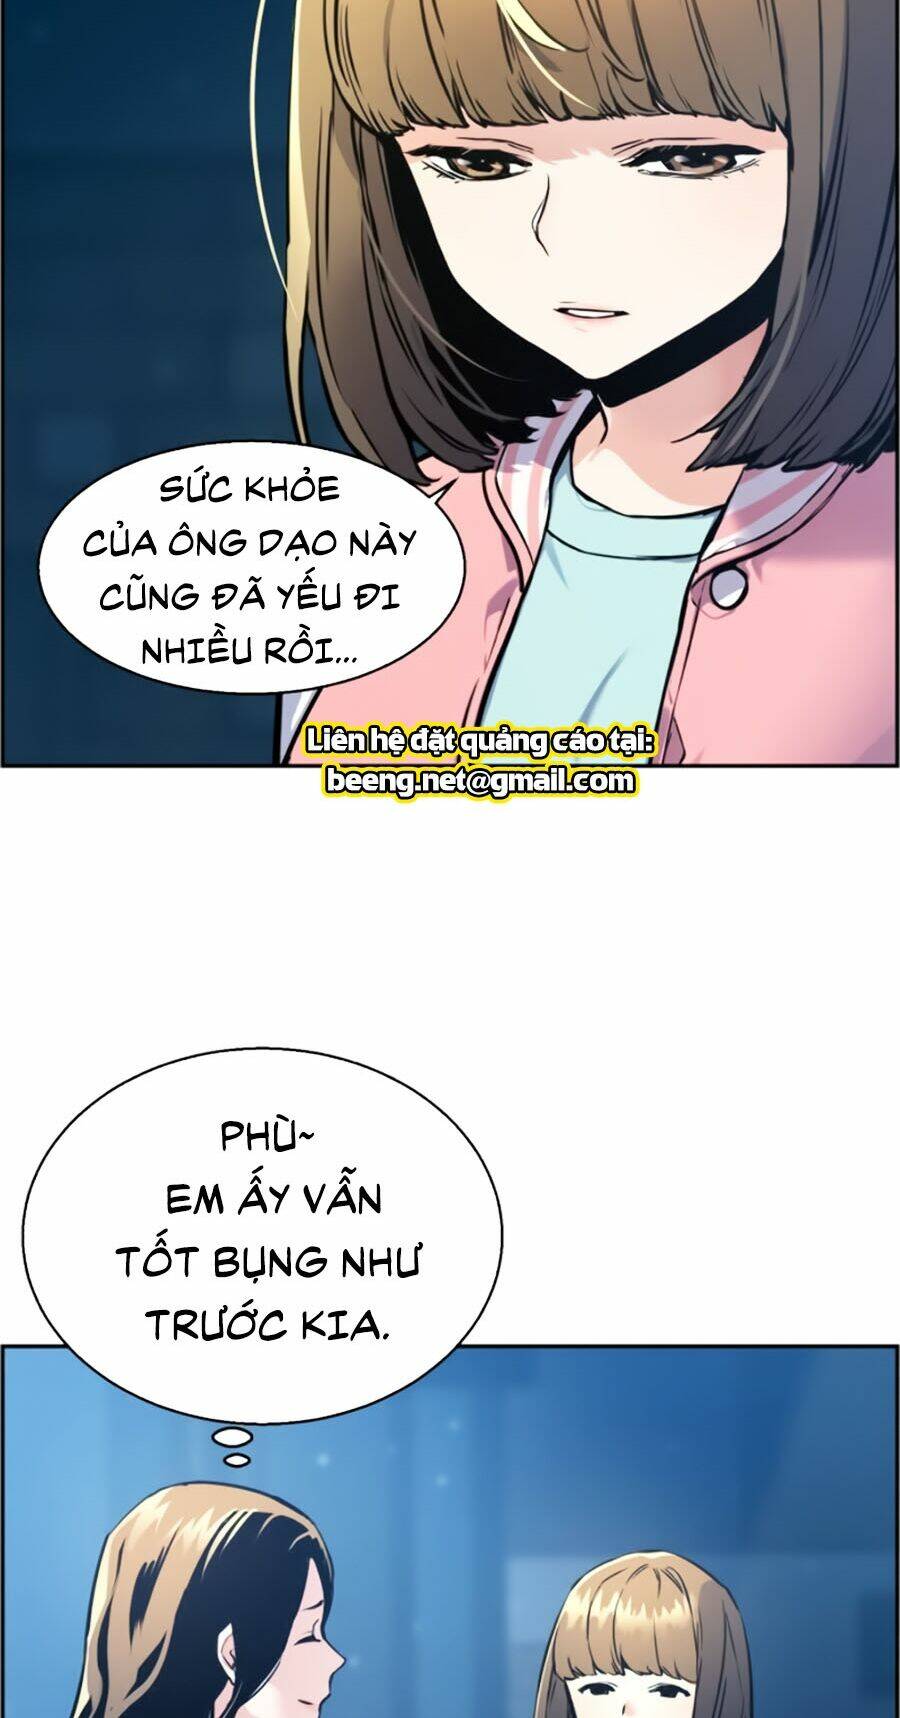 SỨC KHỎE
CỦA ÔNG DẠO NÀY
CŨNG ĐÃ YẾU ĐI
NHIỀU RỒI...
Liên hệ đặt quảng cáo tại:
beeng.net@gmail.com
PHÙ~
EM ẤY VẪN
TỐT BỤNG NHƯ
TRƯỚC KIA.